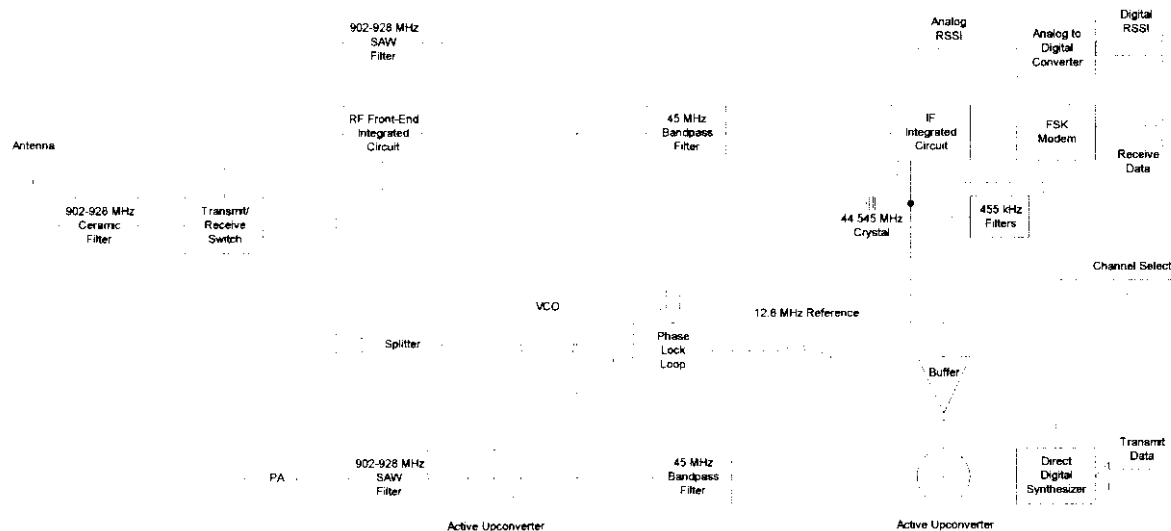 902-928 MHz
SAW
Filter
Analog
RSSI
Analog to
Digital
Converter
Digital
RSSI
Antenna
RF Front-End
Integrated
Circuit
45 MHz
Bandpass
Filter
IF
Integrated
Circuit
FSK
Modem
Receive
Data
902-928 MHz
Ceramic
Filter
Transmit/
Receive
Switch
44.545 MHz
Crystal
455 kHz
Filters
Channel Select
VCO
12.8 MHz Reference
Splitter
Phase
Lock
Loop
Buffer
PA
902-928 MHz
SAW
Filter
45 MHz
Bandpass
Filter
Direct
Digital
Synthesizer
Transmit
Data
Active Upconverter
Active Upconverter